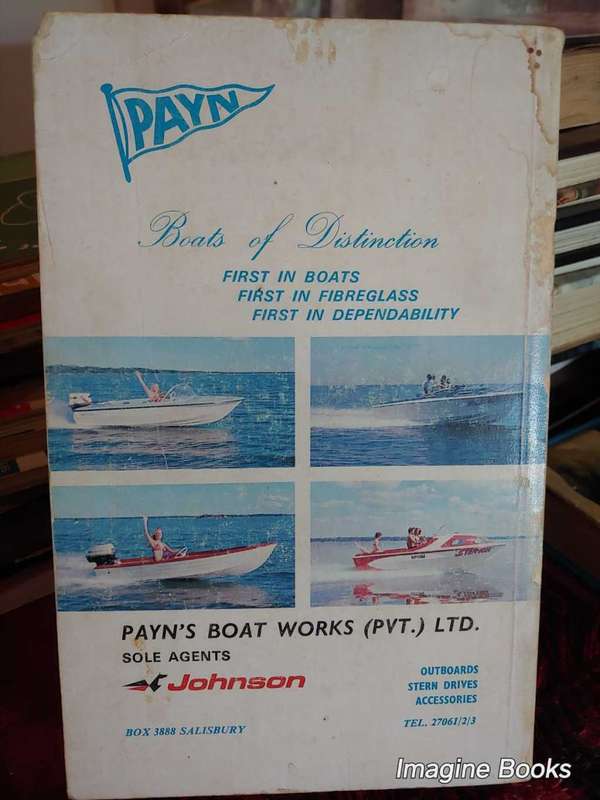 PAYN
Boats of Distinction
FIRST IN BOATS
FIRST IN FIBREGLASS
FIRST IN DEPENDABILITY
PAYN'S BOAT WORKS (PVT.) LTD.
SOLE AGENTS
Johnson
OUTBOARDS
STERN DRIVES
ACCESSORIES
BOX 3888 SALISBURY
TEL. 27061/2/3
Imagine Books